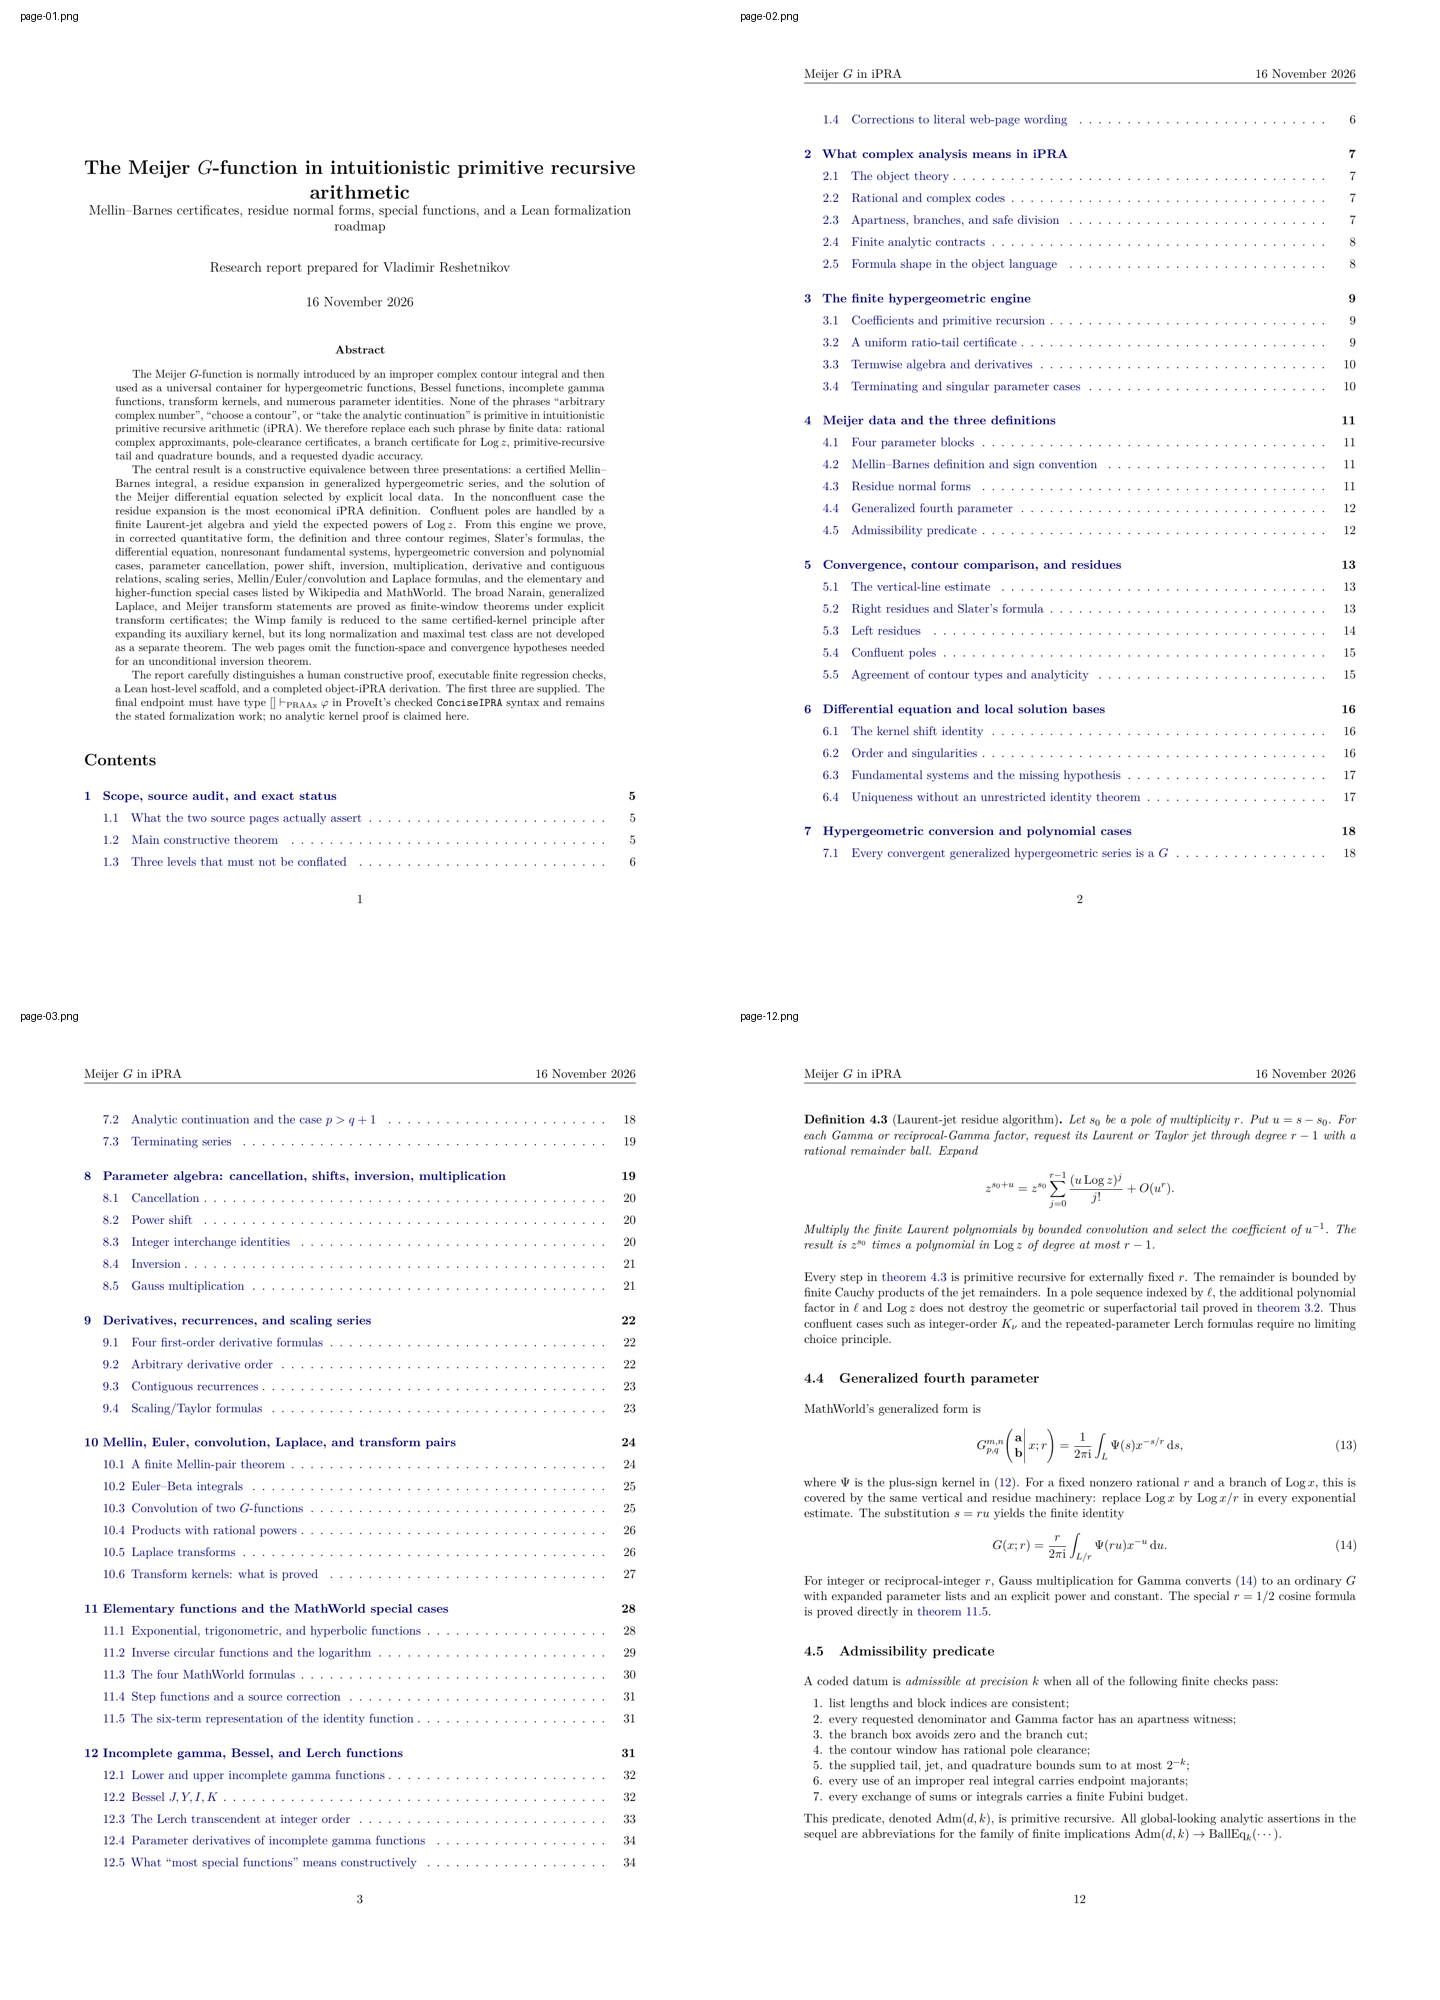 page-01.png
The Meijer G-function in intuitionistic primitive recursive
arithmetic
Mellin–Barnes certificates, residue normal forms, special functions, and a Lean formalization
roadmap
Research report prepared for Vladimir Reshetnikov
16 November 2026
Abstract
The Meijer G-function is normally introduced by an improper complex contour integral and then
used as a universal container for hypergeometric functions, Bessel functions, incomplete gamma
functions, transform kernels, and numerous parameter identities. None of the phrases “arbitrary
complex number”, “choose a contour”, or “take the analytic continuation” is primitive in intuitionistic
primitive recursive arithmetic (iPRA). We therefore replace each such phrase by finite data: rational
complex approximants, pole-clearance certificates, a branch certificate for Log z, primitive-recursive
tail and quadrature bounds, and a requested dyadic accuracy.
The central result is a constructive equivalence between three presentations: a certified Mellin–
Barnes integral, a residue expansion in generalized hypergeometric series, and the solution of
the Meijer differential equation selected by explicit local data. In the nonconfluent case the
residue expansion is the most economical iPRA definition. Confluent poles are handled by a
finite Laurent-jet algebra and yield the expected powers of Log z. From this engine we prove,
in corrected quantitative form, the definition and three contour regimes, Slater’s formulas, the
differential equation, nonresonant fundamental systems, hypergeometric conversion and polynomial
cases, parameter cancellation, power shift, inversion, multiplication, derivative and contiguous
relations, scaling series, Mellin/Euler/convolution and Laplace formulas, and the elementary and
higher-function special cases listed by Wikipedia and MathWorld. The broad Narain, generalized
Laplace, and Meijer transform statements are proved as finite-window theorems under explicit
transform certificates; the Wimp family is reduced to the same certified-kernel principle after
expanding its auxiliary kernel, but its long normalization and maximal test class are not developed
as a separate theorem. The web pages omit the function-space and convergence hypotheses needed
for an unconditional inversion theorem.
The report carefully distinguishes a human constructive proof, executable finite regression checks,
a Lean host-level scaffold, and a completed object-iPRA derivation. The first three are supplied. The
final endpoint must have type [] ⊢PRAAx φ in ProveIt’s checked ConciseIPRA syntax and remains
the stated formalization work; no analytic kernel proof is claimed here.
Contents
1 Scope, source audit, and exact status 5
1.1 What the two source pages actually assert . . . . . . . . . . . . . . . . . . . . . . . . . 5
1.2 Main constructive theorem . . . . . . . . . . . . . . . . . . . . . . . . . . . . . . . . . 5
1.3 Three levels that must not be conflated . . . . . . . . . . . . . . . . . . . . . . . . . . 6
1
page-02.png
Meijer G in iPRA 16 November 2026
1.4 Corrections to literal web-page wording . . . . . . . . . . . . . . . . . . . . . . . . . . 6
2 What complex analysis means in iPRA 7
2.1 The object theory . . . . . . . . . . . . . . . . . . . . . . . . . . . . . . . . . . . . . . . 7
2.2 Rational and complex codes . . . . . . . . . . . . . . . . . . . . . . . . . . . . . . . . . 7
2.3 Apartness, branches, and safe division . . . . . . . . . . . . . . . . . . . . . . . . . . . 7
2.4 Finite analytic contracts . . . . . . . . . . . . . . . . . . . . . . . . . . . . . . . . . . . 8
2.5 Formula shape in the object language . . . . . . . . . . . . . . . . . . . . . . . . . . . 8
3 The finite hypergeometric engine 9
3.1 Coefficients and primitive recursion . . . . . . . . . . . . . . . . . . . . . . . . . . . . . 9
3.2 A uniform ratio-tail certificate . . . . . . . . . . . . . . . . . . . . . . . . . . . . . . . . 9
3.3 Termwise algebra and derivatives . . . . . . . . . . . . . . . . . . . . . . . . . . . . . . 10
3.4 Terminating and singular parameter cases . . . . . . . . . . . . . . . . . . . . . . . . . 10
4 Meijer data and the three definitions 11
4.1 Four parameter blocks . . . . . . . . . . . . . . . . . . . . . . . . . . . . . . . . . . . . 11
4.2 Mellin–Barnes definition and sign convention . . . . . . . . . . . . . . . . . . . . . . . 11
4.3 Residue normal forms . . . . . . . . . . . . . . . . . . . . . . . . . . . . . . . . . . . . 11
4.4 Generalized fourth parameter . . . . . . . . . . . . . . . . . . . . . . . . . . . . . . . . 12
4.5 Admissibility predicate . . . . . . . . . . . . . . . . . . . . . . . . . . . . . . . . . . . . 12
5 Convergence, contour comparison, and residues 13
5.1 The vertical-line estimate . . . . . . . . . . . . . . . . . . . . . . . . . . . . . . . . . . 13
5.2 Right residues and Slater’s formula . . . . . . . . . . . . . . . . . . . . . . . . . . . . . 13
5.3 Left residues . . . . . . . . . . . . . . . . . . . . . . . . . . . . . . . . . . . . . . . . . 14
5.4 Confluent poles . . . . . . . . . . . . . . . . . . . . . . . . . . . . . . . . . . . . . . . . 15
5.5 Agreement of contour types and analyticity . . . . . . . . . . . . . . . . . . . . . . . . 15
6 Differential equation and local solution bases 16
6.1 The kernel shift identity . . . . . . . . . . . . . . . . . . . . . . . . . . . . . . . . . . . 16
6.2 Order and singularities . . . . . . . . . . . . . . . . . . . . . . . . . . . . . . . . . . . . 16
6.3 Fundamental systems and the missing hypothesis . . . . . . . . . . . . . . . . . . . . . 17
6.4 Uniqueness without an unrestricted identity theorem . . . . . . . . . . . . . . . . . . . 17
7 Hypergeometric conversion and polynomial cases 18
7.1 Every convergent generalized hypergeometric series is a G . . . . . . . . . . . . . . . . 18
2
page-03.png
Meijer G in iPRA 16 November 2026
7.2 Analytic continuation and the case p > q + 1 . . . . . . . . . . . . . . . . . . . . . . . 18
7.3 Terminating series . . . . . . . . . . . . . . . . . . . . . . . . . . . . . . . . . . . . . . 19
8 Parameter algebra: cancellation, shifts, inversion, multiplication 19
8.1 Cancellation . . . . . . . . . . . . . . . . . . . . . . . . . . . . . . . . . . . . . . . . . . 20
8.2 Power shift . . . . . . . . . . . . . . . . . . . . . . . . . . . . . . . . . . . . . . . . . . 20
8.3 Integer interchange identities . . . . . . . . . . . . . . . . . . . . . . . . . . . . . . . . 20
8.4 Inversion . . . . . . . . . . . . . . . . . . . . . . . . . . . . . . . . . . . . . . . . . . . . 21
8.5 Gauss multiplication . . . . . . . . . . . . . . . . . . . . . . . . . . . . . . . . . . . . . 21
9 Derivatives, recurrences, and scaling series 22
9.1 Four first-order derivative formulas . . . . . . . . . . . . . . . . . . . . . . . . . . . . . 22
9.2 Arbitrary derivative order . . . . . . . . . . . . . . . . . . . . . . . . . . . . . . . . . . 22
9.3 Contiguous recurrences . . . . . . . . . . . . . . . . . . . . . . . . . . . . . . . . . . . . 23
9.4 Scaling/Taylor formulas . . . . . . . . . . . . . . . . . . . . . . . . . . . . . . . . . . . 23
10 Mellin, Euler, convolution, Laplace, and transform pairs 24
10.1 A finite Mellin-pair theorem . . . . . . . . . . . . . . . . . . . . . . . . . . . . . . . . . 24
10.2 Euler–Beta integrals . . . . . . . . . . . . . . . . . . . . . . . . . . . . . . . . . . . . . 25
10.3 Convolution of two G-functions . . . . . . . . . . . . . . . . . . . . . . . . . . . . . . . 25
10.4 Products with rational powers . . . . . . . . . . . . . . . . . . . . . . . . . . . . . . . . 26
10.5 Laplace transforms . . . . . . . . . . . . . . . . . . . . . . . . . . . . . . . . . . . . . . 26
10.6 Transform kernels: what is proved . . . . . . . . . . . . . . . . . . . . . . . . . . . . . 27
11 Elementary functions and the MathWorld special cases 28
11.1 Exponential, trigonometric, and hyperbolic functions . . . . . . . . . . . . . . . . . . . 28
11.2 Inverse circular functions and the logarithm . . . . . . . . . . . . . . . . . . . . . . . . 29
11.3 The four MathWorld formulas . . . . . . . . . . . . . . . . . . . . . . . . . . . . . . . . 30
11.4 Step functions and a source correction . . . . . . . . . . . . . . . . . . . . . . . . . . . 31
11.5 The six-term representation of the identity function . . . . . . . . . . . . . . . . . . . . 31
12 Incomplete gamma, Bessel, and Lerch functions 31
12.1 Lower and upper incomplete gamma functions . . . . . . . . . . . . . . . . . . . . . . . 32
12.2 Bessel J, Y, I, K . . . . . . . . . . . . . . . . . . . . . . . . . . . . . . . . . . . . . . . . 32
12.3 The Lerch transcendent at integer order . . . . . . . . . . . . . . . . . . . . . . . . . . 33
12.4 Parameter derivatives of incomplete gamma functions . . . . . . . . . . . . . . . . . . 34
12.5 What “most special functions” means constructively . . . . . . . . . . . . . . . . . . . 34
3
page-12.png
Meijer G in iPRA 16 November 2026
Definition 4.3 (Laurent-jet residue algorithm). Let s₀ be a pole of multiplicity r. Put u = s − s₀. For
each Gamma or reciprocal-Gamma factor, request its Laurent or Taylor jet through degree r − 1 with a
rational remainder ball. Expand
z^{s₀+u} = z^{s₀} ∑_{j=0}^{r−1} (u Log z)^j / j! + O(u^r).
Multiply the finite Laurent polynomials by bounded convolution and select the coefficient of u⁻¹. The
result is z^{s₀} times a polynomial in Log z of degree at most r − 1.
Every step in theorem 4.3 is primitive recursive for externally fixed r. The remainder is bounded by
finite Cauchy products of the jet remainders. In a pole sequence indexed by ℓ, the additional polynomial
factor in ℓ and Log z does not destroy the geometric or superfactorial tail proved in theorem 3.2. Thus
confluent cases such as integer-order K_ν and the repeated-parameter Lerch formulas require no limiting
choice principle.
4.4 Generalized fourth parameter
MathWorld’s generalized form is
G^{m,n}_{p,q}(a b | x; r) = 1/(2πi) ∫_L Ψ(s)x^{−s/r} ds, (13)
where Ψ is the plus-sign kernel in (12). For a fixed nonzero rational r and a branch of Log x, this is
covered by the same vertical and residue machinery: replace Log x by Log x/r in every exponential
estimate. The substitution s = ru yields the finite identity
G(x; r) = r/(2πi) ∫_{L/r} Ψ(ru)x^{−u} du. (14)
For integer or reciprocal-integer r, Gauss multiplication for Gamma converts (14) to an ordinary G
with expanded parameter lists and an explicit power and constant. The special r = 1/2 cosine formula
is proved directly in theorem 11.5.
4.5 Admissibility predicate
A coded datum is admissible at precision k when all of the following finite checks pass:
1. list lengths and block indices are consistent;
2. every requested denominator and Gamma factor has an apartness witness;
3. the branch box avoids zero and the branch cut;
4. the contour window has rational pole clearance;
5. the supplied tail, jet, and quadrature bounds sum to at most 2^{−k};
6. every use of an improper real integral carries endpoint majorants;
7. every exchange of sums or integrals carries a finite Fubini budget.
This predicate, denoted Adm(d, k), is primitive recursive. All global-looking analytic assertions in the
sequel are abbreviations for the family of finite implications Adm(d, k) → BallEq_k(· · · ).
12